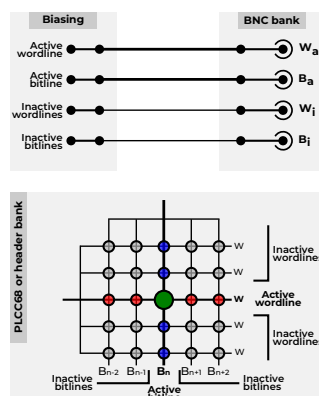 Biasing
BNC bank
Active
wordline
Wa
Active
bitline
Ba
Inactive
wordlines
Wi
Inactive
bitlines
Bi
PLCC68 or header bank
W
W
W
W
W
Inactive
wordlines
Active
wordline
Inactive
wordlines
Bn-2
Bn-1
Bn
Bn+1
Bn+2
Inactive
bitlines
Active
bitlines
Inactive
bitlines